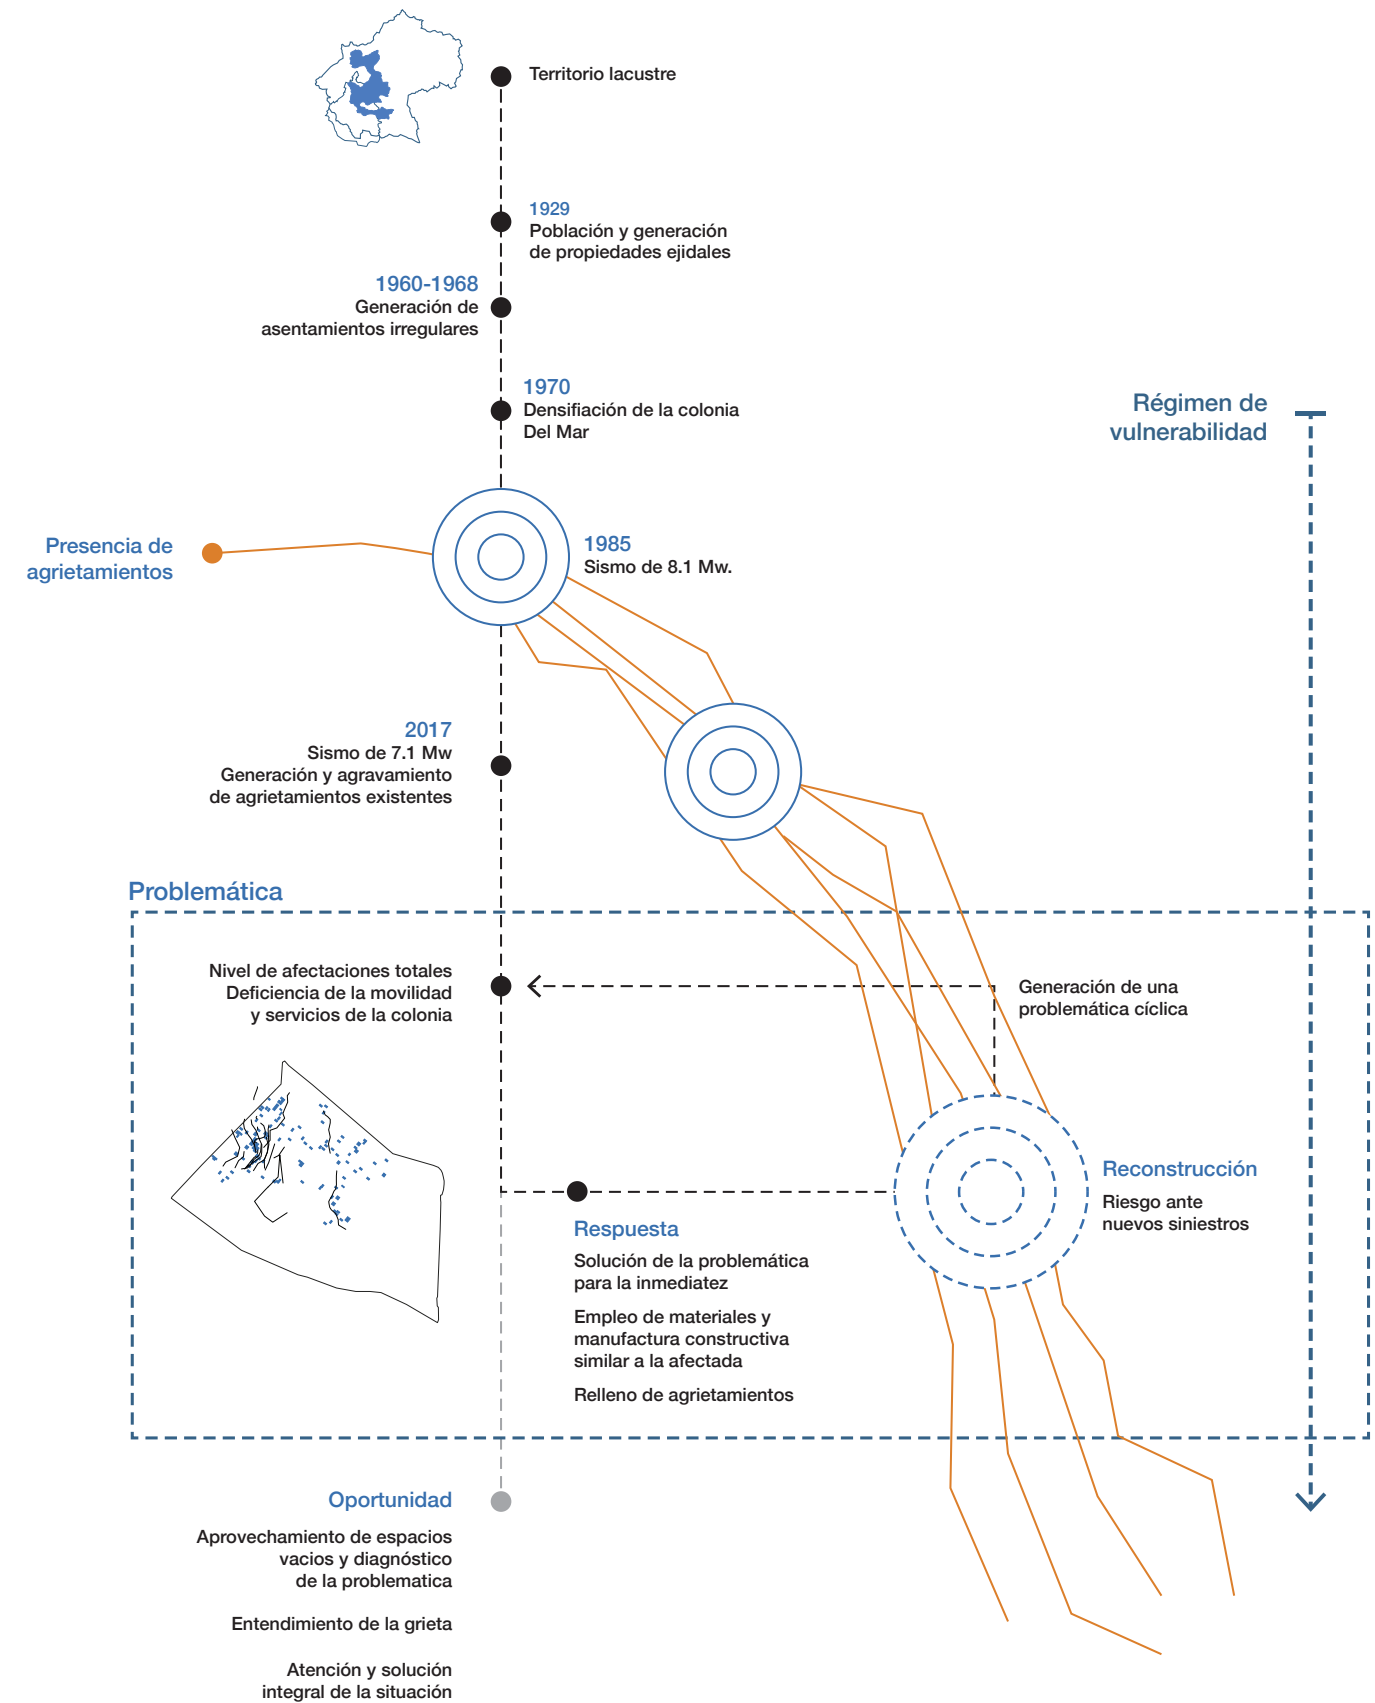 Territorio lacustre
1929
Población y generación
de propiedades ejidales
1960-1968
Generación de
asentamientos irregulares
1970
Densifiación de la colonia
Del Mar
Régimen de
vulnerabilidad
Presencia de
agrietamientos
1985
Sismo de 8.1 Mw.
2017
Sismo de 7.1 Mw
Generación y agravamiento
de agrietamientos existentes
Problemática
Nivel de afectaciones totales
Deficiencia de la movilidad
y servicios de la colonia
Generación de una
problemática cíclica
Reconstrucción
Riesgo ante
nuevos siniestros
Respuesta
Solución de la problemática
para la inmediatez
Empleo de materiales y
manufactura constructiva
similar a la afectada
Relleno de agrietamientos
Oportunidad
Aprovechamiento de espacios
vacios y diagnóstico
de la problematica
Entendimiento de la grieta
Atención y solución
integral de la situación